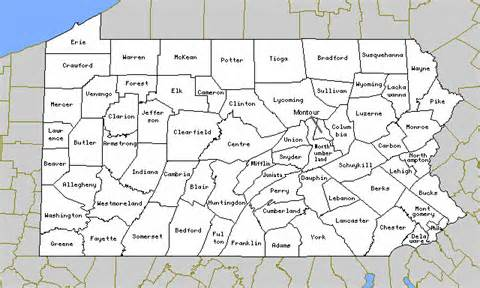 Erie
Crawford
Warren
McKean
Potter
Tioga
Bradford
Susquehanna
Wayne
Wyoming
Lacka
wanna
Pike
Mercer
Venango
Forest
Elk
Cameron
Clinton
Lycoming
Sullivan
Luzerne
Monroe
Law
rence
Butler
Clarion
Jeffer
son
Clearfield
Centre
Union
Montour
Colum
bia
North
umber
land
Carbon
North
ampton
Beaver
Armstrong
Indiana
Cambria
Blair
Huntingdon
Mifflin
Juniata
Snyder
Perry
Dauphin
Schuykill
Lehigh
Berks
Bucks
Allegheny
Westmoreland
Washington
Greene
Fayette
Somerset
Bedford
Ful
ton
Franklin
Cumberland
Adams
York
Lebanon
Lancaster
Chester
Mont
gomery
Dela
ware